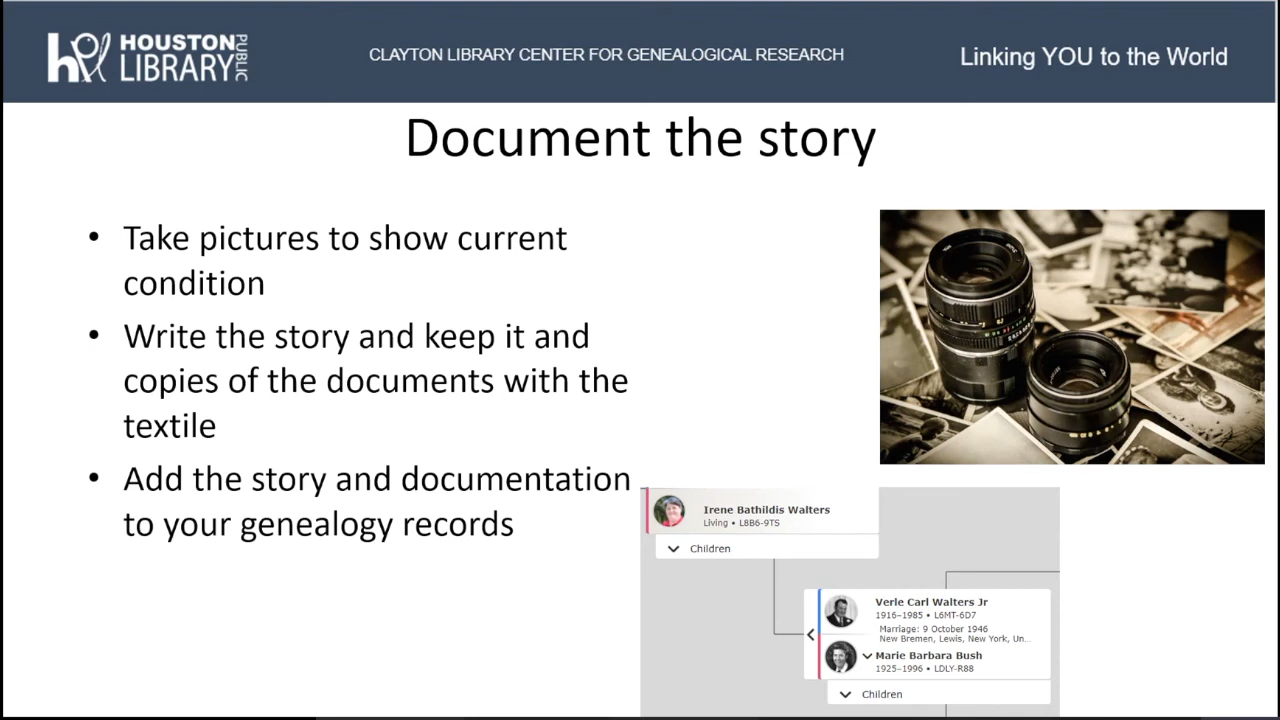 HOUSTON
LIBRARY
PUBLIC
CLAYTON LIBRARY CENTER FOR GENEALOGICAL RESEARCH
Linking YOU to the World
Document the story
• Take pictures to show current
condition
• Write the story and keep it and
copies of the documents with the
textile
• Add the story and documentation
to your genealogy records
Irene Bathildis Walters
Living • L8B6-9TS
Children
Verle Carl Walters Jr
1916–1985 • L6MT-6D7
Marriage: 9 October 1946
New Bremen, Lewis, New York, Un...
Marie Barbara Bush
1925–1996 • LDLY-R88
Children